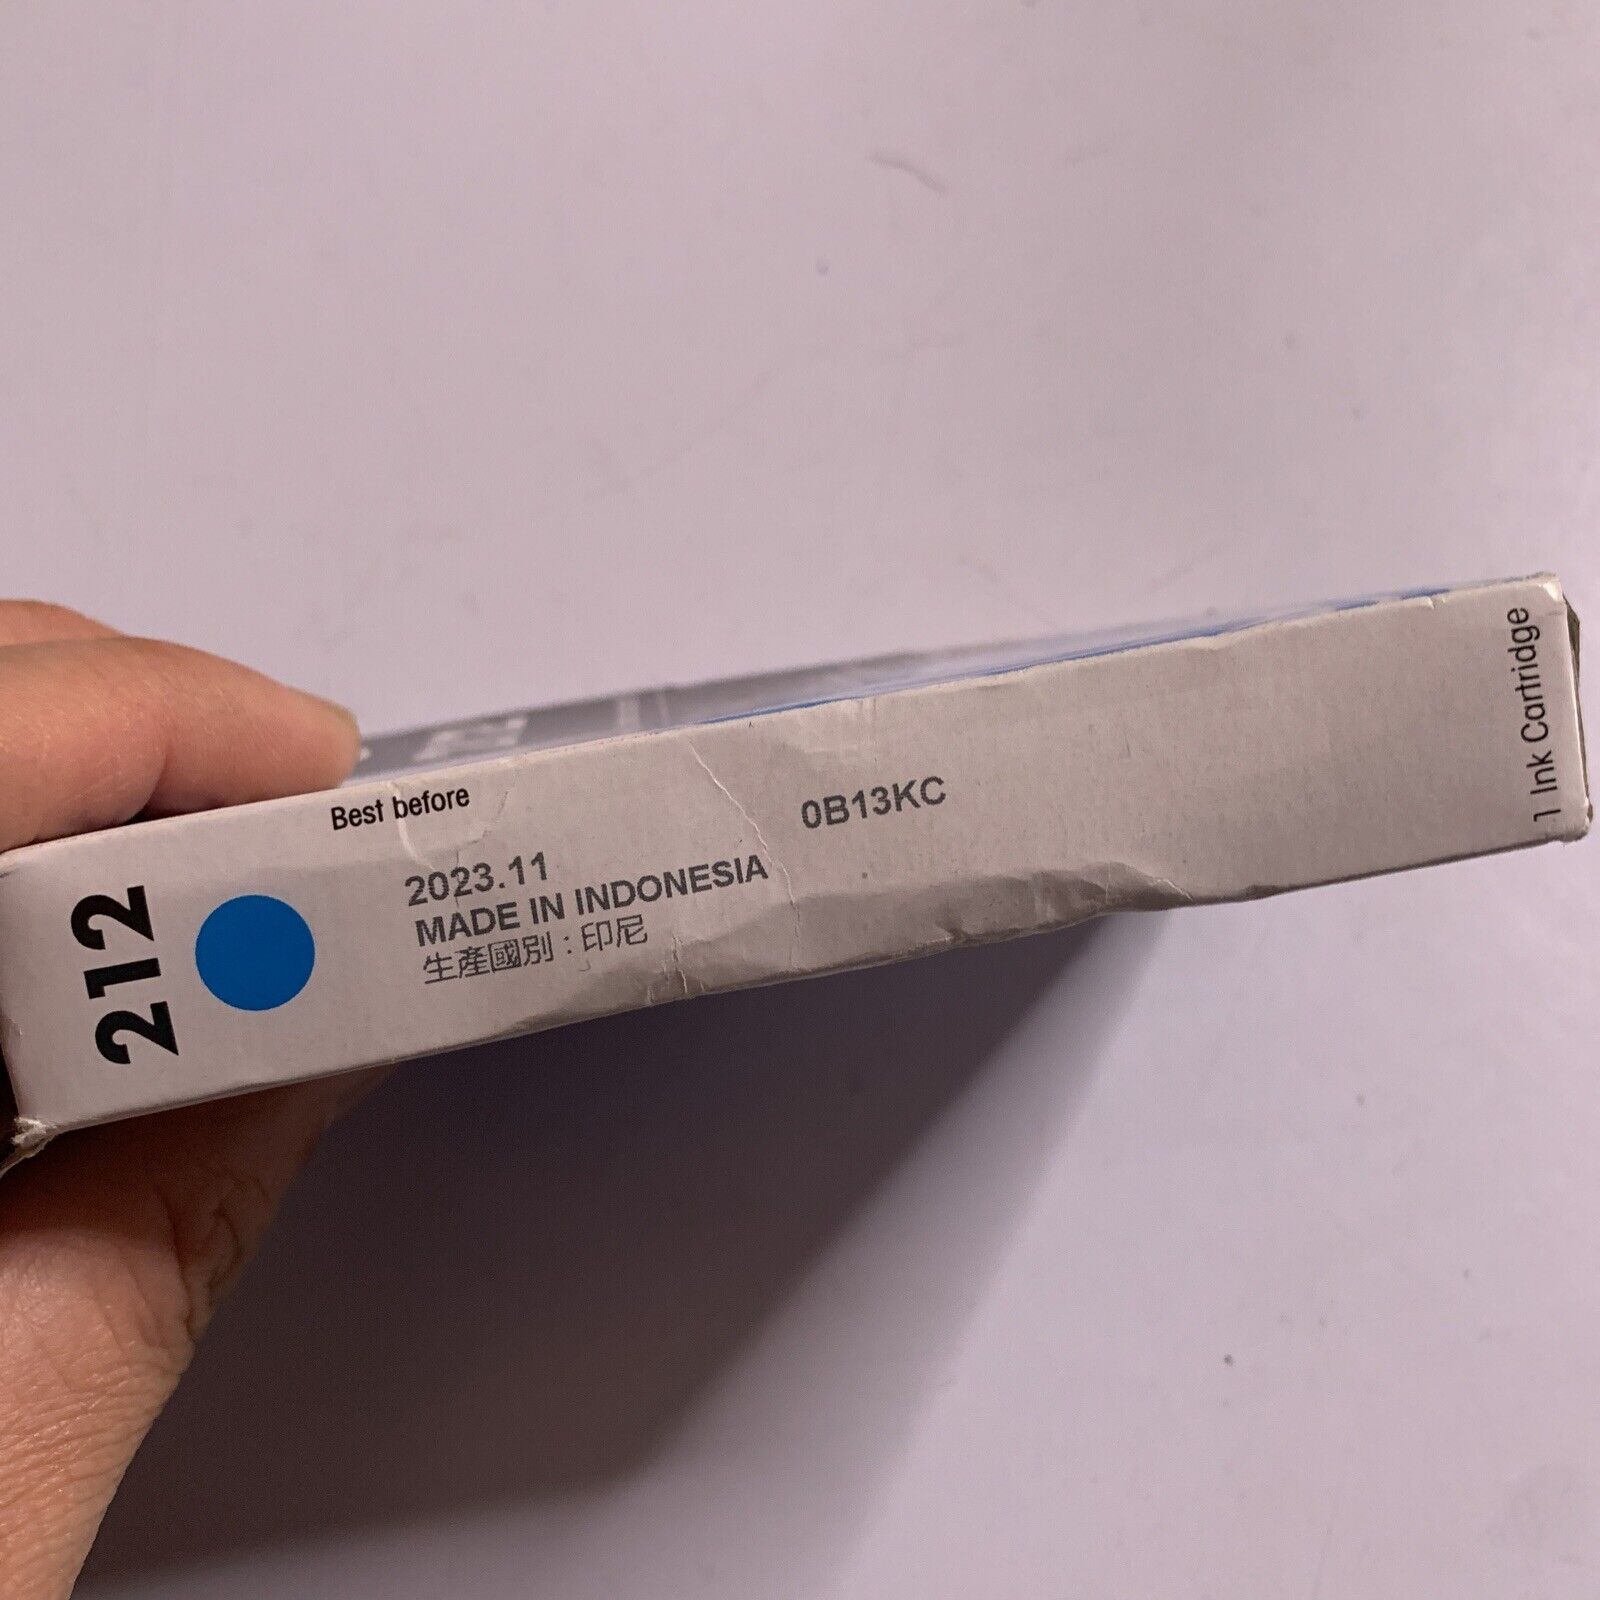 212
Best before
2023.11
MADE IN INDONESIA
生產國別：印尼
0B13KC
1 Ink Cartridge